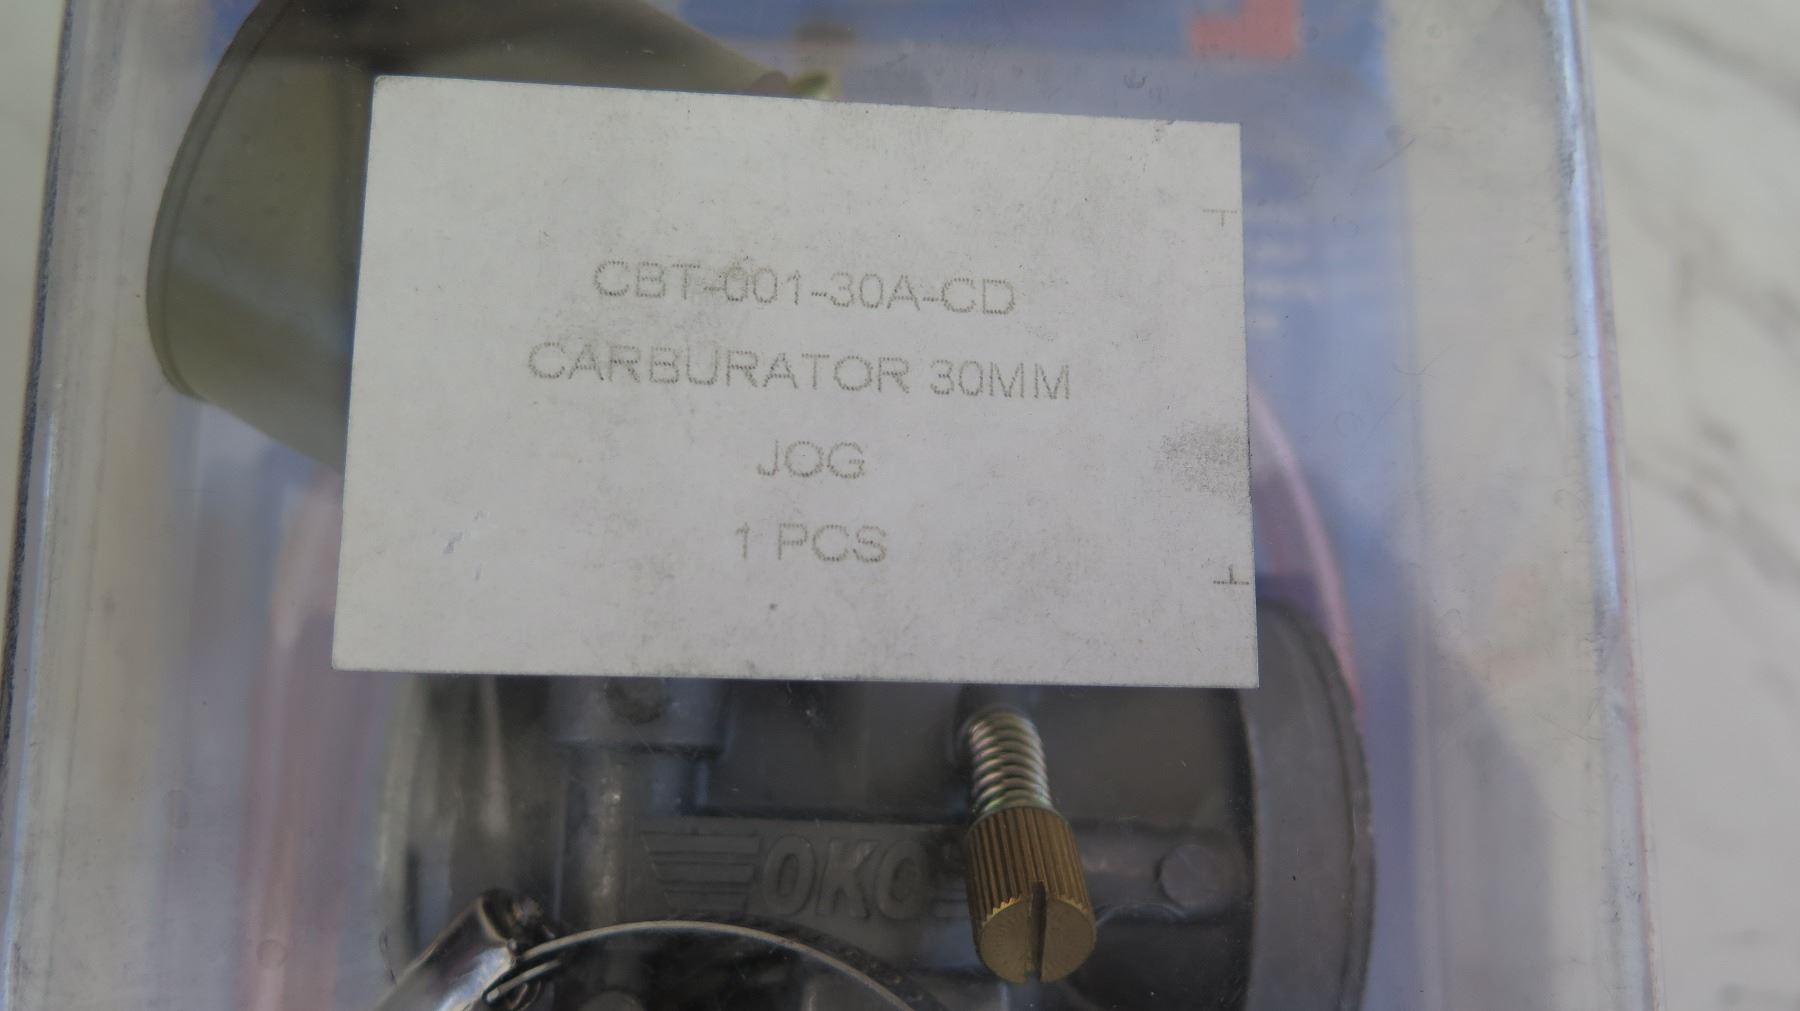 CBT-001-30A-CD
CARBURATOR 30MM
JOG
1 PCS
OKO